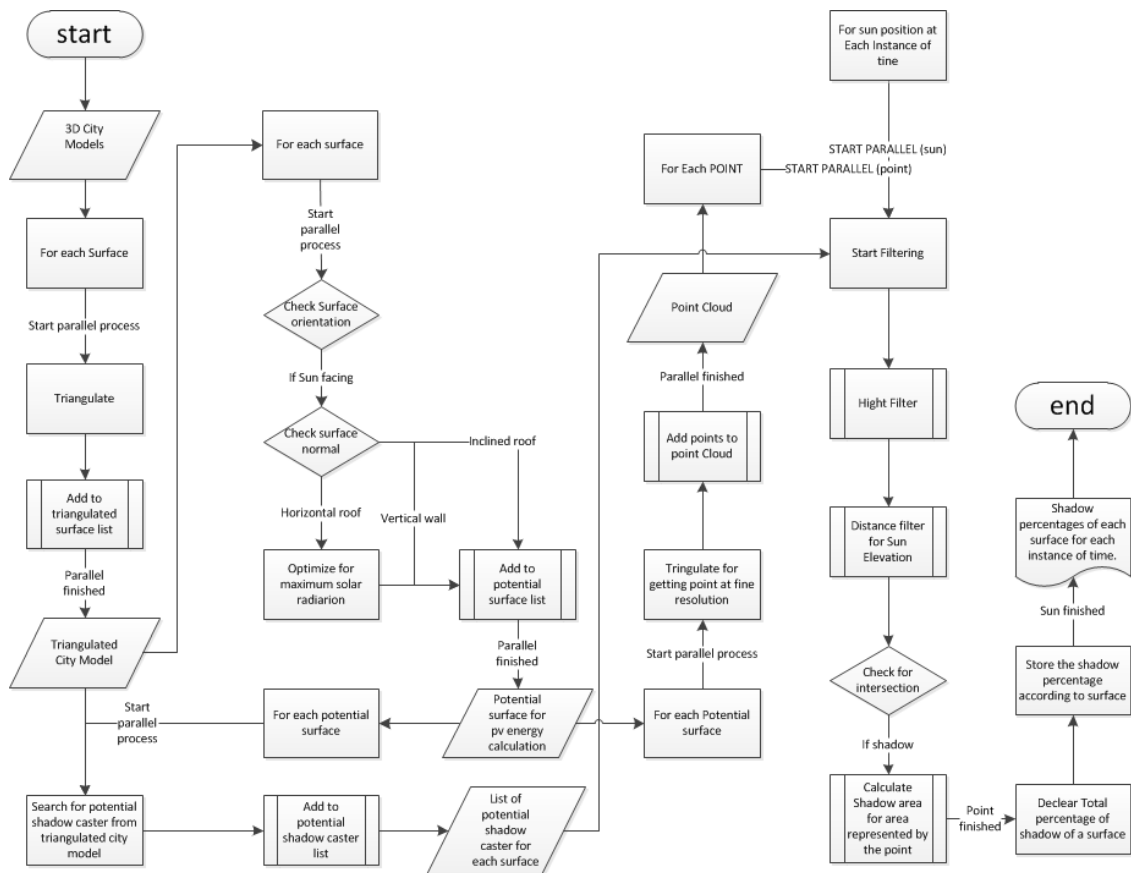 start
3D City
Models
For each Surface
Start parallel process
Triangulate
Add to
triangulated
surface list
Parallel
finished
Triangulated
City Model
Start
parallel
process
Search for potential
shadow caster from
triangulated city
model
For each surface
Start
parallel
process
Check Surface
orientation
If Sun facing
Check surface
normal
Inclined roof
Horizontal roof
Vertical wall
Optimize for
maximum solar
radiarion
Add to
potential
surface list
Parallel
finished
For each potential
surface
Potential
surface for
pv energy
calculation
Add to
potential
shadow caster
list
List of
potential
shadow
caster for
each surface
For Each POINT
Point Cloud
Parallel finished
Add points to
point Cloud
Tringulate for
getting point at fine
resolution
Start parallel process
For each Potential
surface
For sun position at
Each Instance of
tine
START PARALLEL (sun)
START PARALLEL (point)
Start Filtering
Hight Filter
Distance filter
for Sun
Elevation
Check for
intersection
If shadow
Calculate
Shadow area
for area
represented by
the point
Point
finished
end
Shadow
percentages of each
surface for each
instance of time.
Sun finished
Store the shadow
percentage
according to surface
Declear Total
percentage of
shadow of a surface